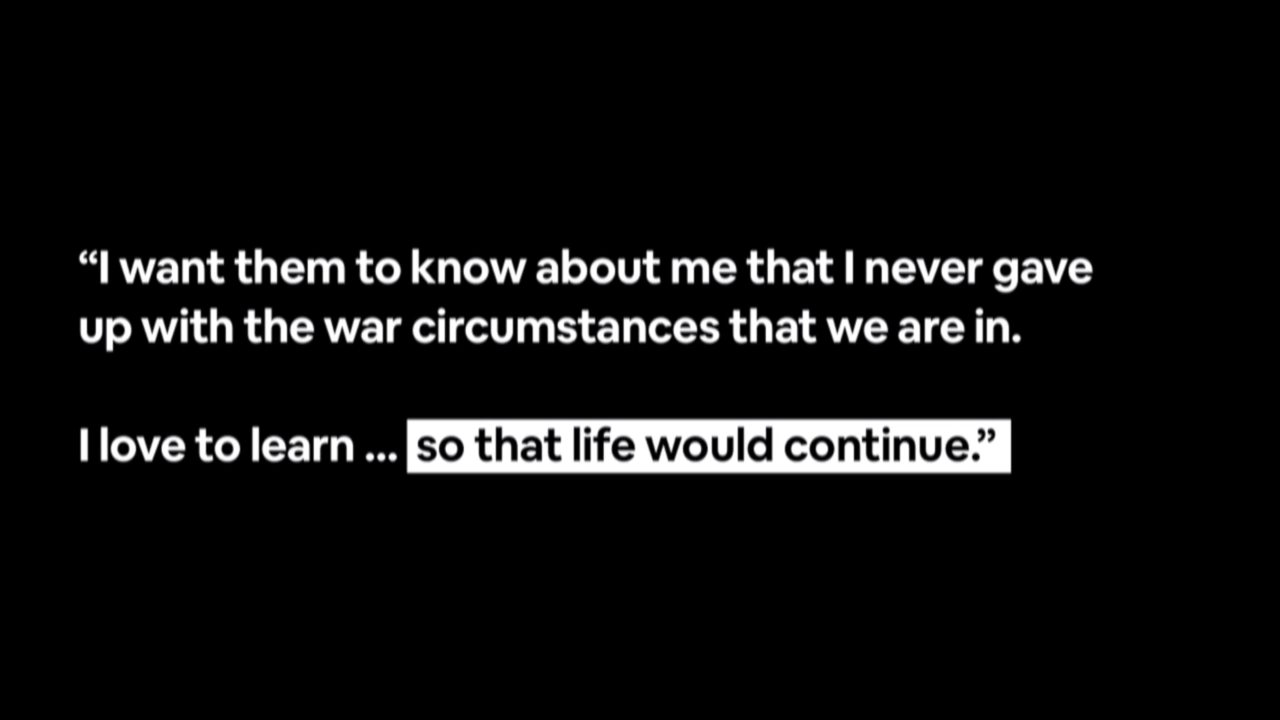 “I want them to know about me that I never gave
up with the war circumstances that we are in.
I love to learn ... so that life would continue.”